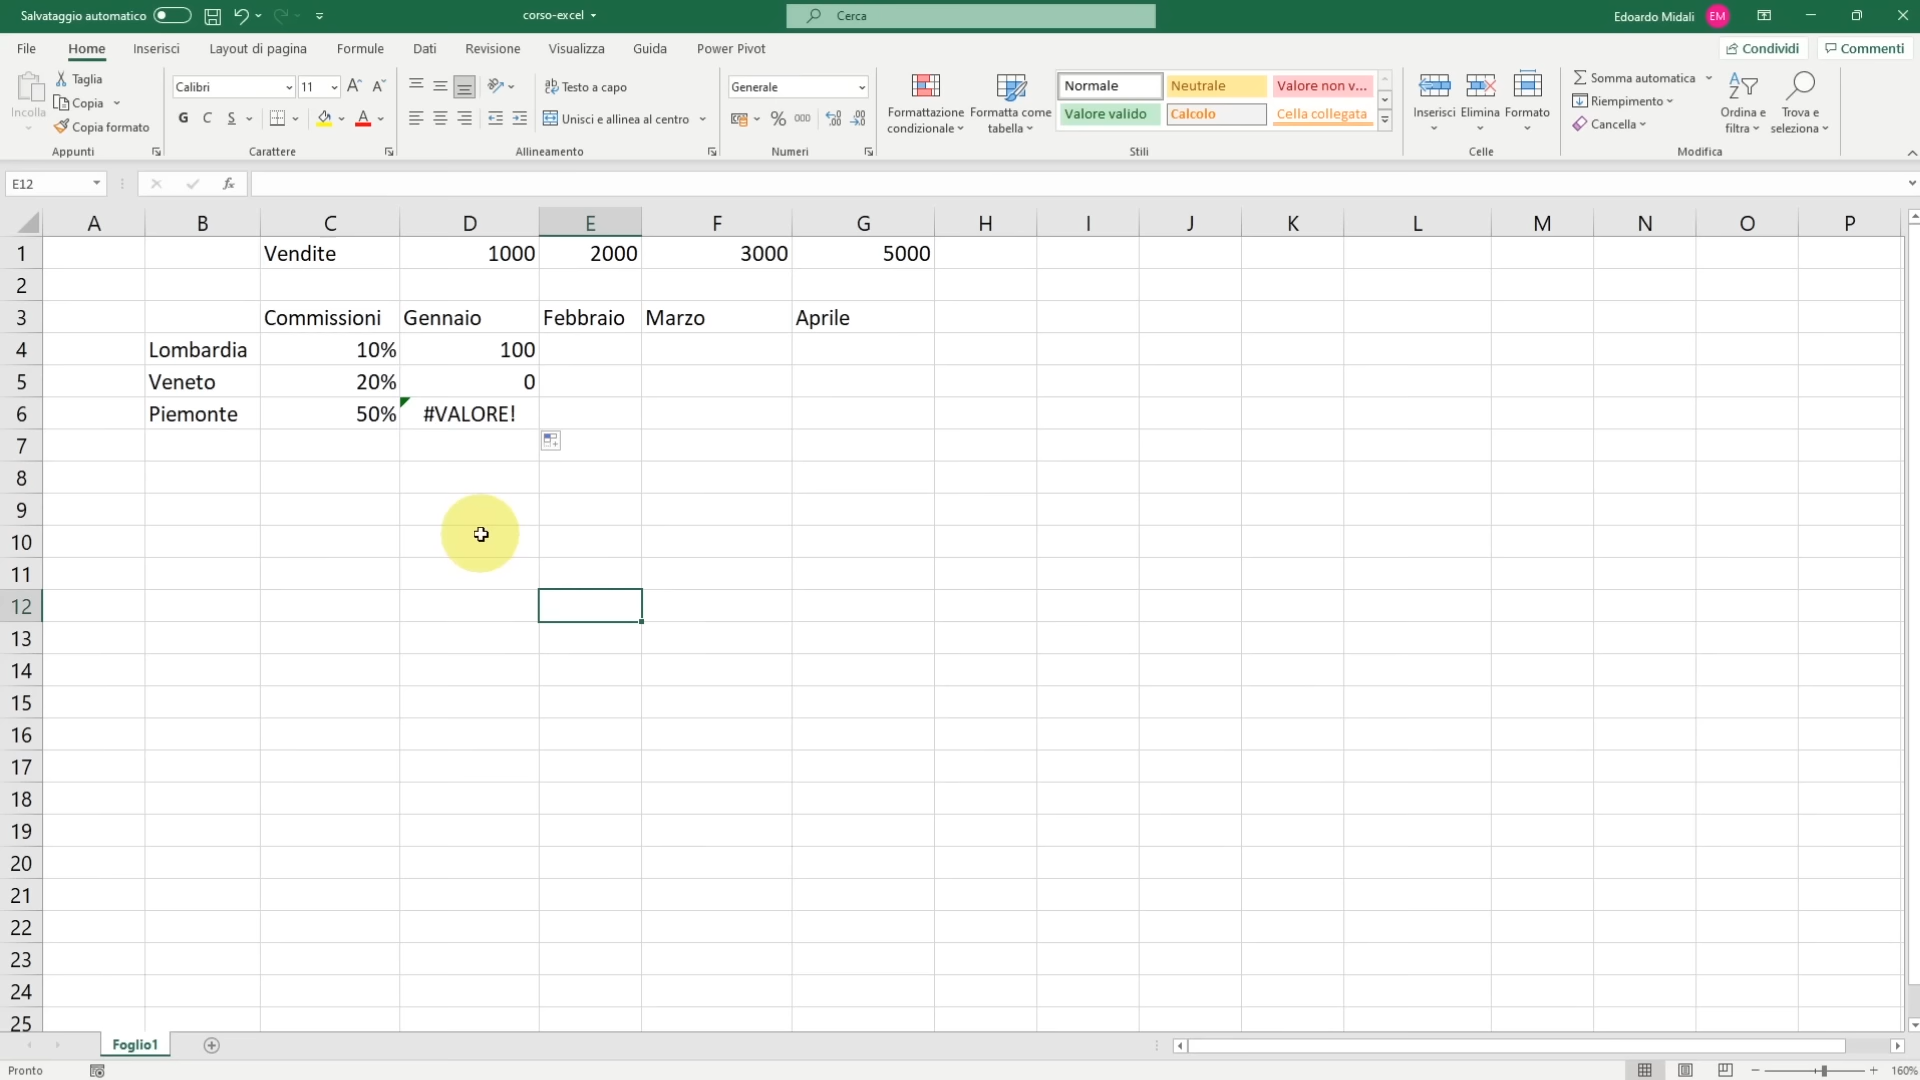 Salvataggio automatico
corso-excel
Cerca
Edoardo Midali
EM
File Home Inserisci Layout di pagina Formule Dati Revisione Visualizza Guida Power Pivot
Condividi
Commenti
Incolla
Taglia
Copia
Copia formato
Appunti
Calibri
11
G C S
Carattere
Testo a capo
Unisci e allinea al centro
Allineamento
Generale
% 000
Numeri
Formattazione condizionale
Formatta come tabella
Normale Neutrale Valore non v...
Valore valido Calcolo Cella collegata
Stili
Inserisci Elimina Formato
Celle
Somma automatica
Riempimento
Cancella
Ordina e filtra
Trova e seleziona
Modifica
E12
fx
A B C D E F G H I J K L M N O P
1 Vendite 1000 2000 3000 5000
2
3 Commissioni Gennaio Febbraio Marzo Aprile
4 Lombardia 10% 100
5 Veneto 20% 0
6 Piemonte 50% #VALORE!
7
8
9
10
11
12
13
14
15
16
17
18
19
20
21
22
23
24
25
Foglio1
Pronto
160%